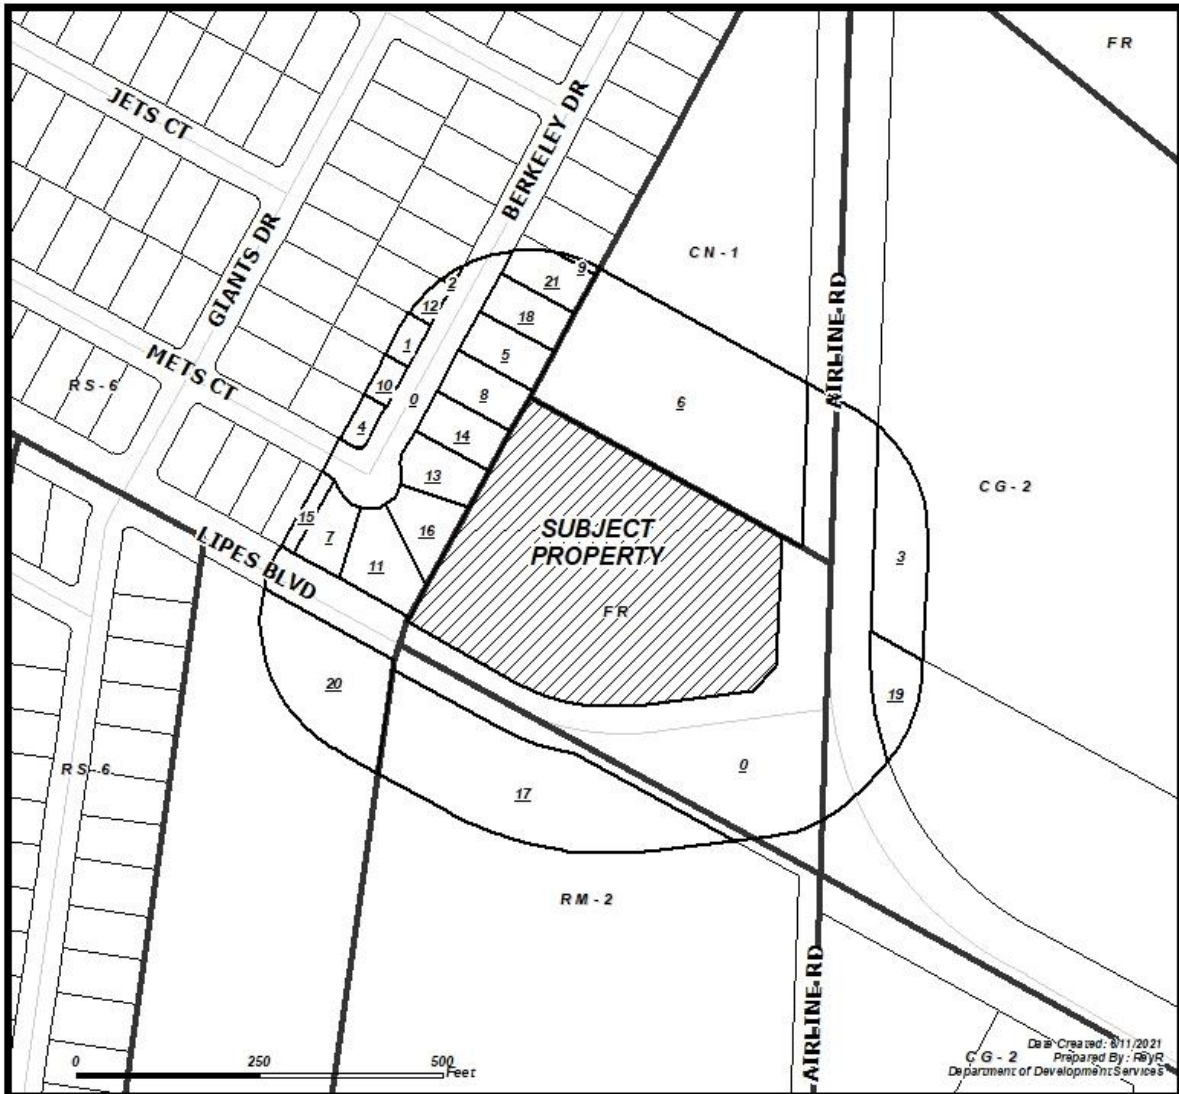 FR
JETS CT
BERKELEY DR
GIANTS DR
CN-1
9
2
21
12
18
AIRLINE RD
1
5
METS CT
RS-6
10
0
8
6
4
14
CG-2
13
15
7
16
SUBJECT
PROPERTY
LIPES BLVD
11
3
FR
20
19
RS-6
0
17
RM-2
AIRLINE RD
0
250
500
Feet
CG-2
Date Created: 6/11/2021
Prepared By: RayR
Department of Development Services